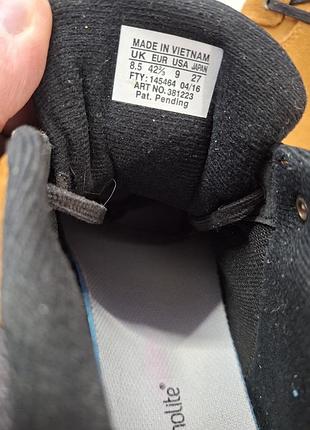 MADE IN VIETNAM
UK EUR USA JAPAN
8.5 42⅔ 9 27
FTY: 145464 04/16
ART NO. 381223
Pat. Pending
nolite®